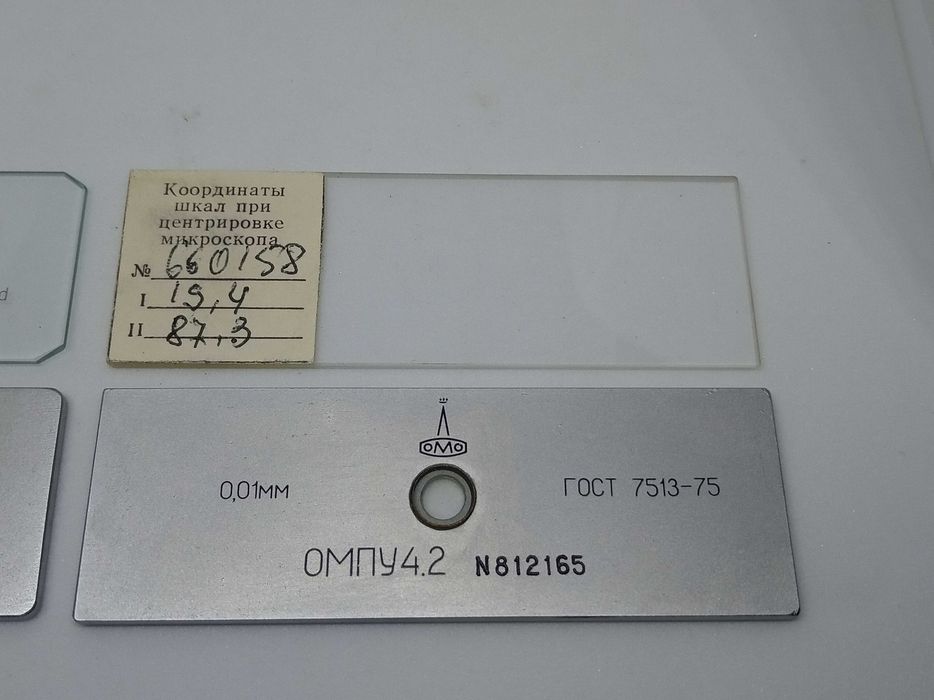 Координаты
шкал при
центрировке
микроскопа
№ 660158
I 19,4
II 87,3
d
ОМО
0,01мм
ГОСТ 7513-75
ОМПУ4.2 N812165